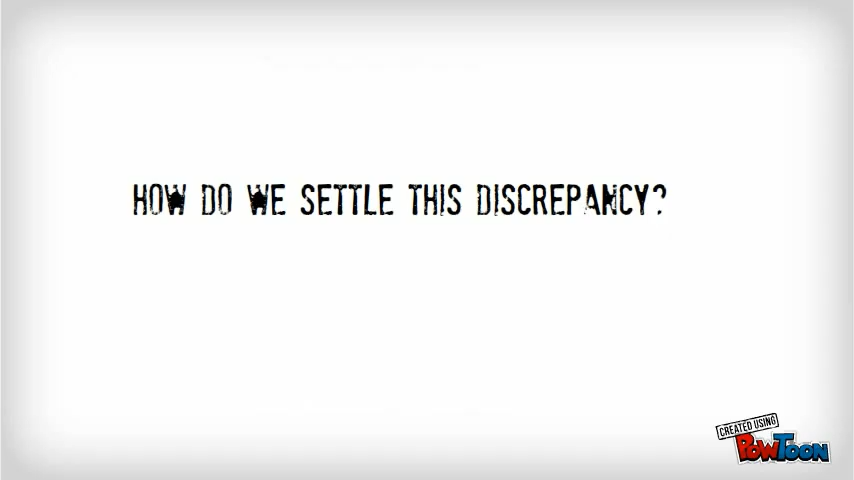 HOW DO WE SETTLE THIS DISCREPANCY?
CREATED USING
POWTOON